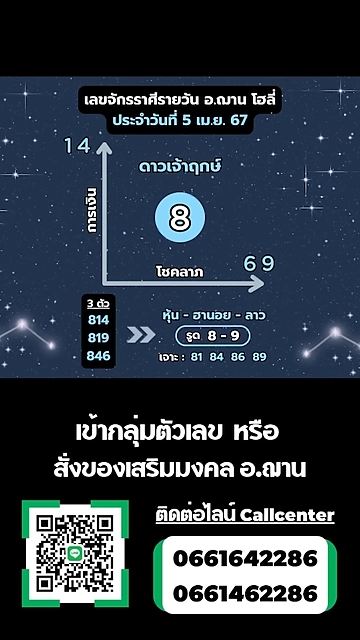 เลขจักรราศีรายวัน อ.ฌาน โฮลี่
ประจำวันที่ 5 เม.ย. 67
14
ดาวเจ้าฤกษ์
การเงิน
8
โชคลาภ
69
3 ตัว
814
819
846
หุ้น - ฮานอย - ลาว
รูด 8 - 9
เจาะ : 81 84 86 89
เข้ากลุ่มตัวเลข หรือ
สั่งของเสริมมงคล อ.ฌาน
ติดต่อไลน์ Callcenter
0661642286
0661462286